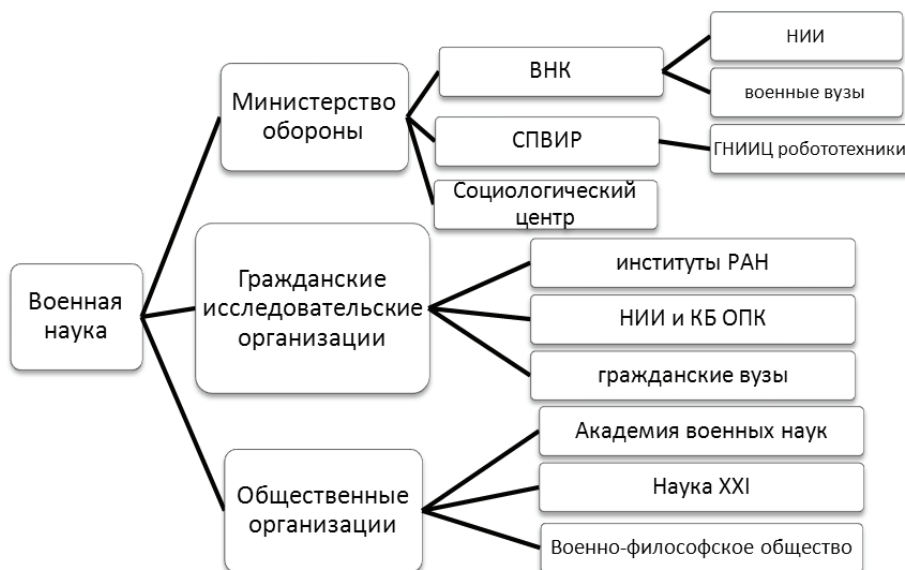 Военная
наука
Министерство
обороны
ВНК
НИИ
военные вузы
СПВИР
ГНИИЦ робототехники
Социологический
центр
Гражданские
исследовательские
организации
институты РАН
НИИ и КБ ОПК
гражданские вузы
Общественные
организации
Академия военных наук
Наука XXI
Военно-философское общество